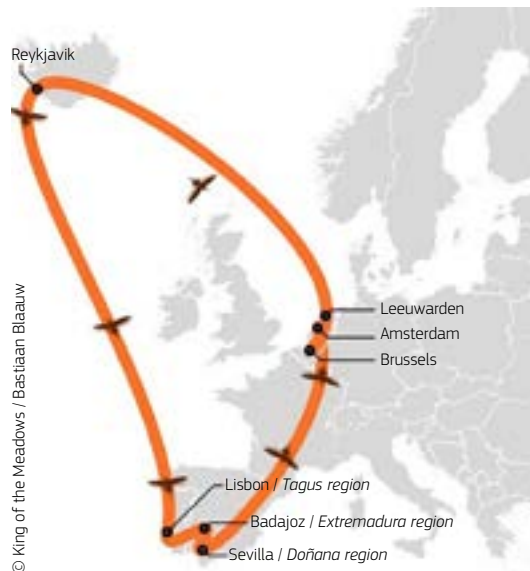 Reykjavik
Leeuwarden
Amsterdam
Brussels
Lisbon / Tagus region
Badajoz / Extremadura region
Sevilla / Doñana region
© King of the Meadows / Bastiaan Blaauw